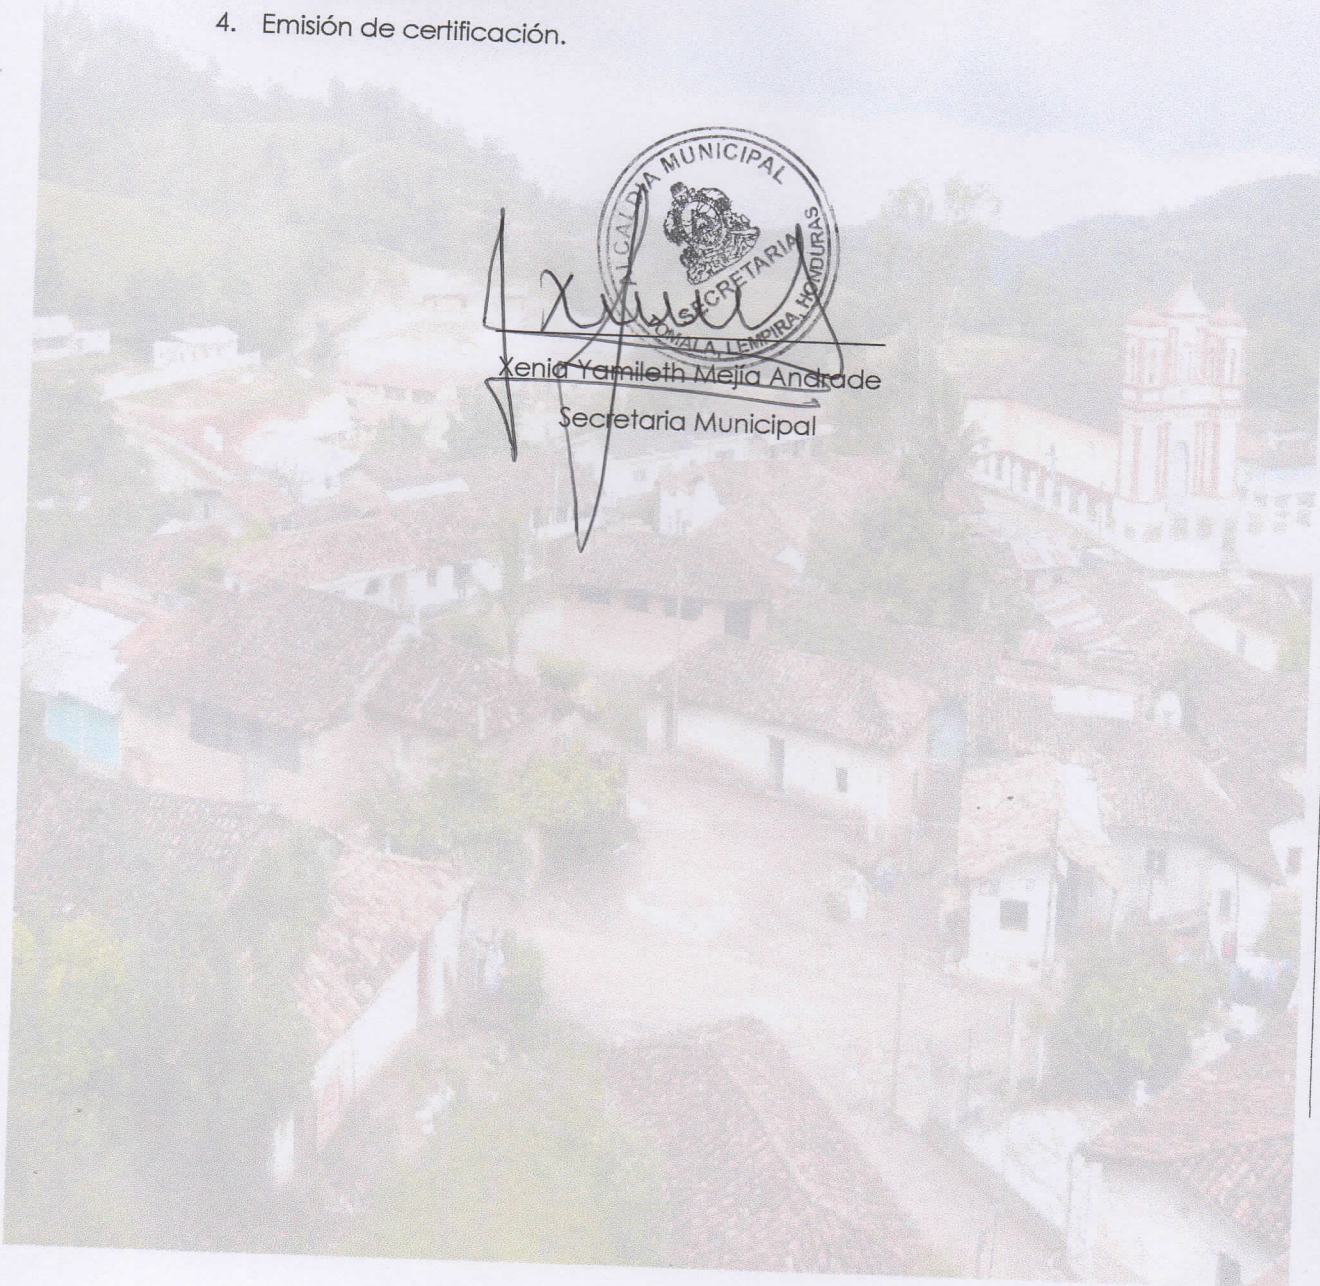 4. Emisión de certificación.
ALCALDIA MUNICIPAL
SECRETARIA
TOMALA, LEMPIRA, HONDURAS
Xenia Yamileth Mejía Andrade
Secretaria Municipal